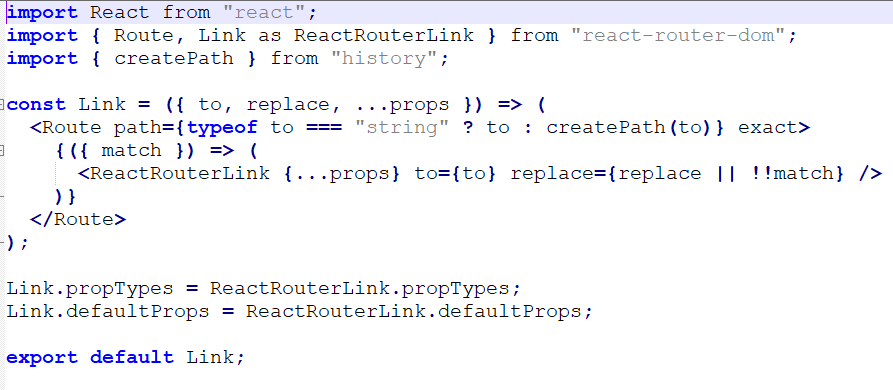 import React from "react";
import { Route, Link as ReactRouterLink } from "react-router-dom";
import { createPath } from "history";

const Link = ({ to, replace, ...props }) => (
  <Route path={typeof to === "string" ? to : createPath(to)} exact>
    {({ match }) => (
      <ReactRouterLink {...props} to={to} replace={replace || !!match} />
    )}
  </Route>
);

Link.propTypes = ReactRouterLink.propTypes;
Link.defaultProps = ReactRouterLink.defaultProps;

export default Link;